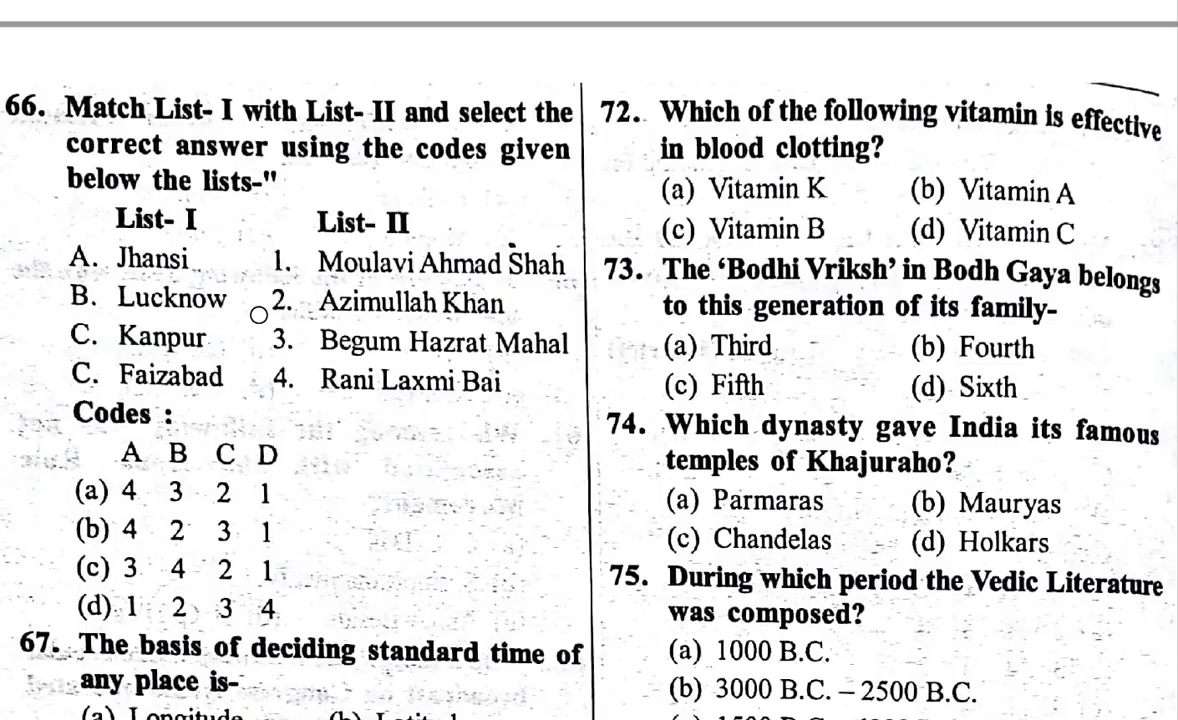 66. Match List- I with List- II and select the
correct answer using the codes given
below the lists-"
List- I List- II
A. Jhansi 1. Moulavi Ahmad Shah
B. Lucknow 2. Azimullah Khan
C. Kanpur 3. Begum Hazrat Mahal
C. Faizabad 4. Rani Laxmi Bai
Codes :
A B C D
(a) 4 3 2 1
(b) 4 2 3 1
(c) 3 4 2 1
(d) 1 2 3 4
67. The basis of deciding standard time of
any place is-
(a) Longitude
72. Which of the following vitamin is effective
in blood clotting?
(a) Vitamin K (b) Vitamin A
(c) Vitamin B (d) Vitamin C
73. The ‘Bodhi Vriksh’ in Bodh Gaya belongs
to this generation of its family-
(a) Third (b) Fourth
(c) Fifth (d) Sixth
74. Which dynasty gave India its famous
temples of Khajuraho?
(a) Parmaras (b) Mauryas
(c) Chandelas (d) Holkars
75. During which period the Vedic Literature
was composed?
(a) 1000 B.C.
(b) 3000 B.C. – 2500 B.C.